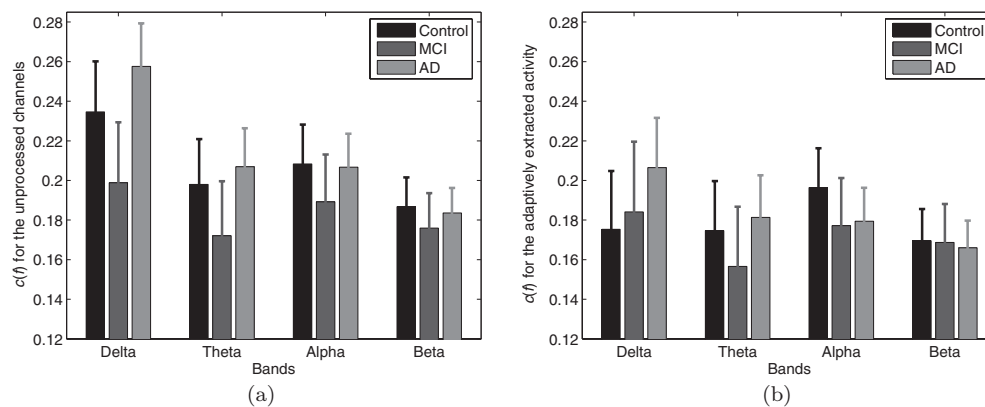 c(f) for the unprocessed channels
0.28
0.26
0.24
0.22
0.2
0.18
0.16
0.14
0.12
Control
MCI
AD
Delta Theta Alpha Beta
Bands
(a)
c(f) for the adaptively extracted activity
0.28
0.26
0.24
0.22
0.2
0.18
0.16
0.14
0.12
Control
MCI
AD
Delta Theta Alpha Beta
Bands
(b)